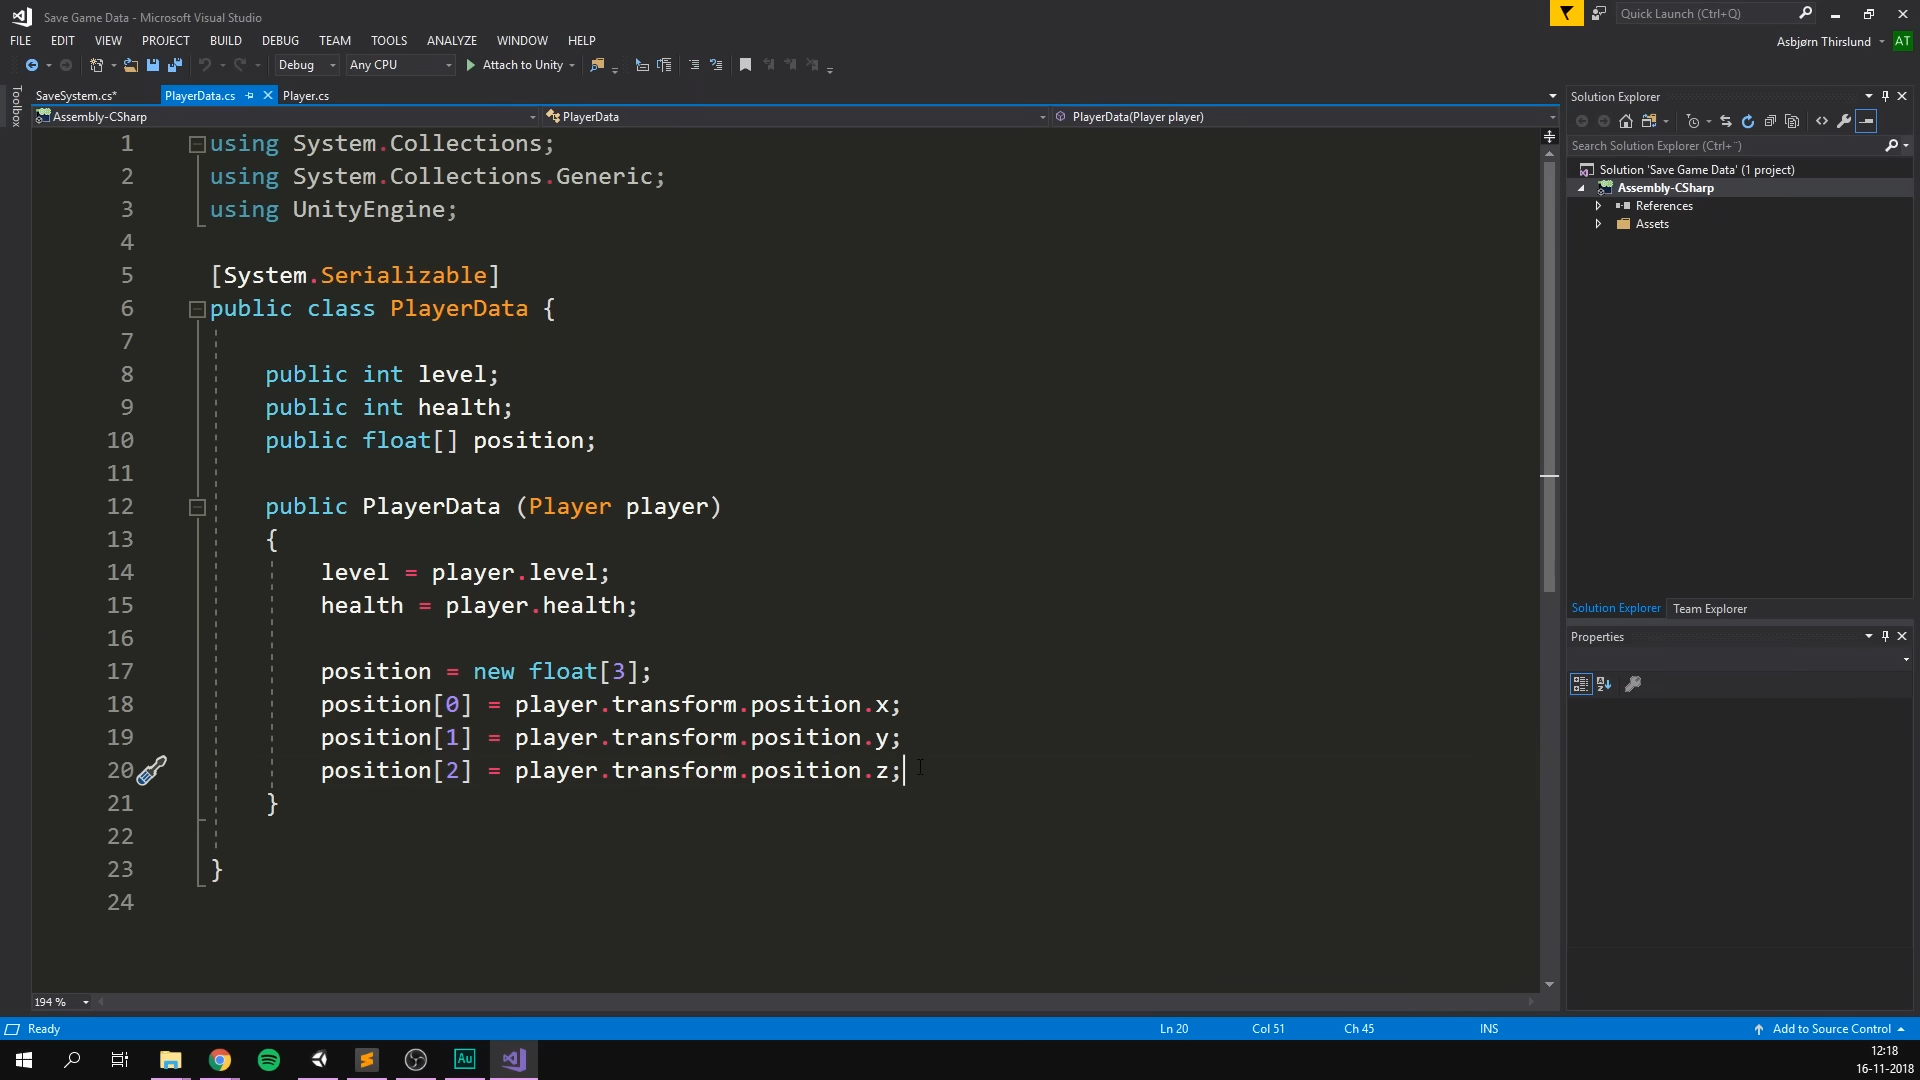 Save Game Data - Microsoft Visual Studio
Quick Launch (Ctrl+Q)
FILE EDIT VIEW PROJECT BUILD DEBUG TEAM TOOLS ANALYZE WINDOW HELP
Asbjørn Thirslund AT
Debug Any CPU Attach to Unity
Toolbox
SaveSystem.cs* PlayerData.cs Player.cs
Assembly-CSharp PlayerData PlayerData(Player player)
1 using System.Collections;
2 using System.Collections.Generic;
3 using UnityEngine;
4
5 [System.Serializable]
6 public class PlayerData {
7
8 public int level;
9 public int health;
10 public float[] position;
11
12 public PlayerData (Player player)
13 {
14 level = player.level;
15 health = player.health;
16
17 position = new float[3];
18 position[0] = player.transform.position.x;
19 position[1] = player.transform.position.y;
20 position[2] = player.transform.position.z;
21 }
22
23 }
24
194 %
Solution Explorer
Search Solution Explorer (Ctrl+¨)
Solution 'Save Game Data' (1 project)
Assembly-CSharp
References
Assets
Solution Explorer Team Explorer
Properties
Ready Ln 20 Col 51 Ch 45 INS Add to Source Control
Au
12:18
16-11-2018